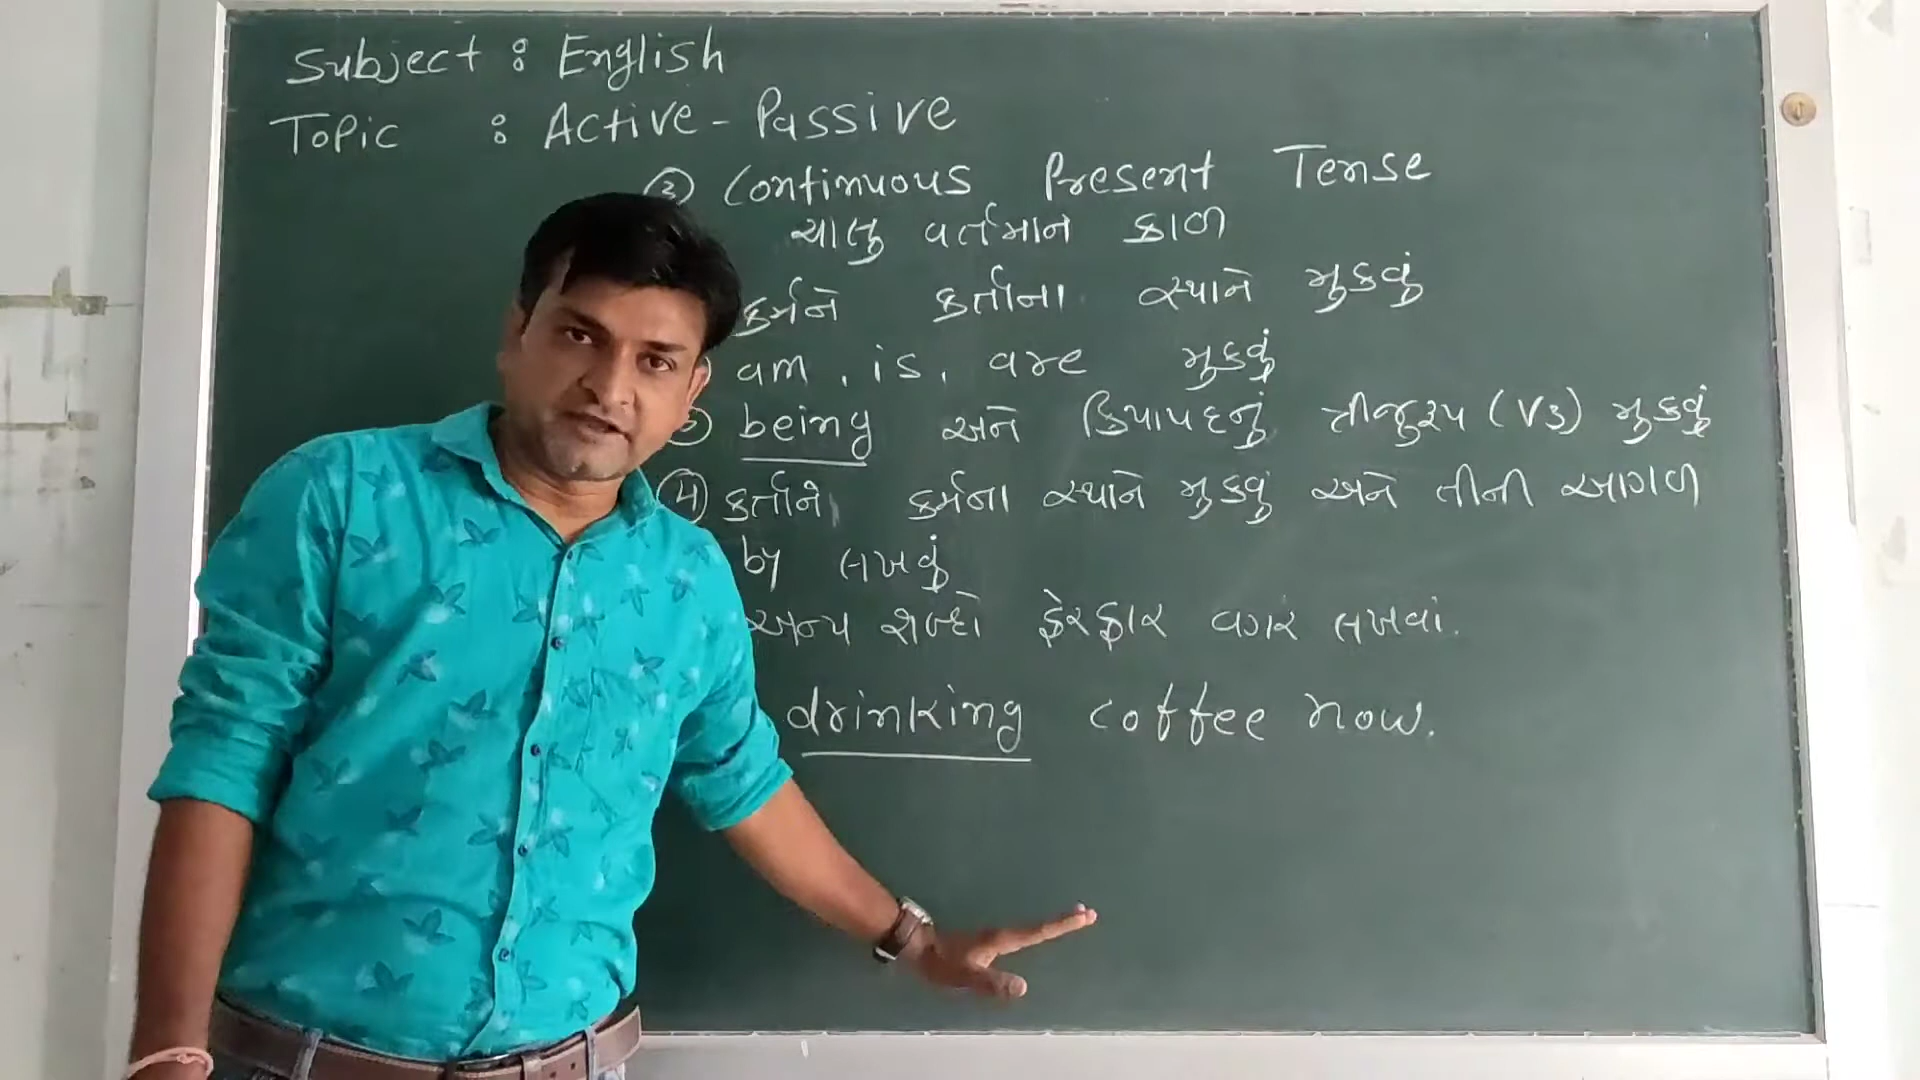 Subject : English
Topic : Active - Passive
② Continuous Present Tense
ચાલુ વર્તમાન કાળ
કર્મને કર્તાના સ્થાને મુકવું
am, is, are મુકવું
being અને ક્રિયાપદનું ત્રીજુરૂપ (V3) મુકવું
④ કર્તાને કર્મના સ્થાને મુકવું અને તીની આગળ
by લખવું
અન્ય શબ્દો ફેરફાર વગર લખવાં.
drinking coffee now.